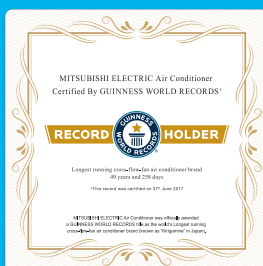 MITSUBISHI ELECTRIC Air Conditioner
Certified By GUINNESS WORLD RECORDS*
RECORD GUINNESS WORLD RECORDS HOLDER
Longest running cross-flow-fan air conditioner brand
49 years and 258 days
*This record was certified on 27th June 2017
MITSUBISHI ELECTRIC Air Conditioner was officially awarded
a GUINNESS WORLD RECORDS title as the world's Longest running
cross-flow-fan air conditioner brand (known as "Kirigamine" in Japan).